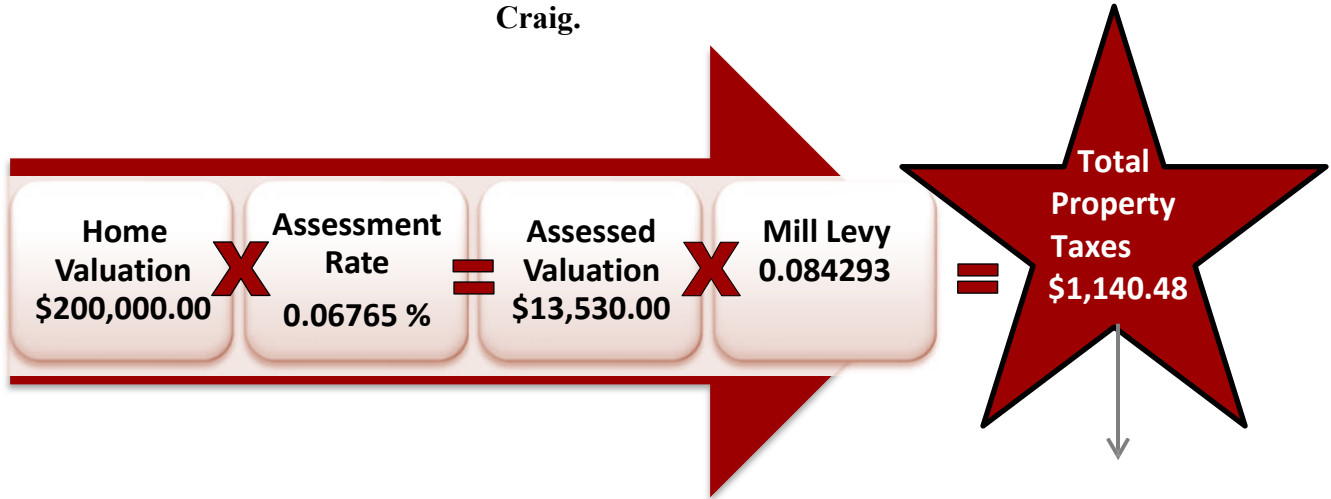 Craig.
Home
Valuation
$200,000.00
X
Assessment
Rate
0.06765 %
=
Assessed
Valuation
$13,530.00
X
Mill Levy
0.084293
=
Total
Property
Taxes
$1,140.48